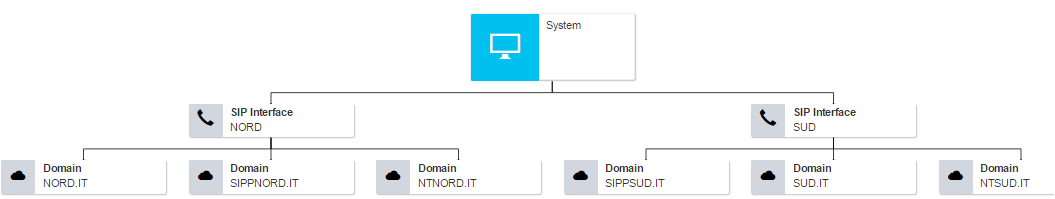 System
SIP Interface
NORD
SIP Interface
SUD
Domain
NORD.IT
Domain
SIPPNORD.IT
Domain
NTNORD.IT
Domain
SIPPSUD.IT
Domain
SUD.IT
Domain
NTSUD.IT